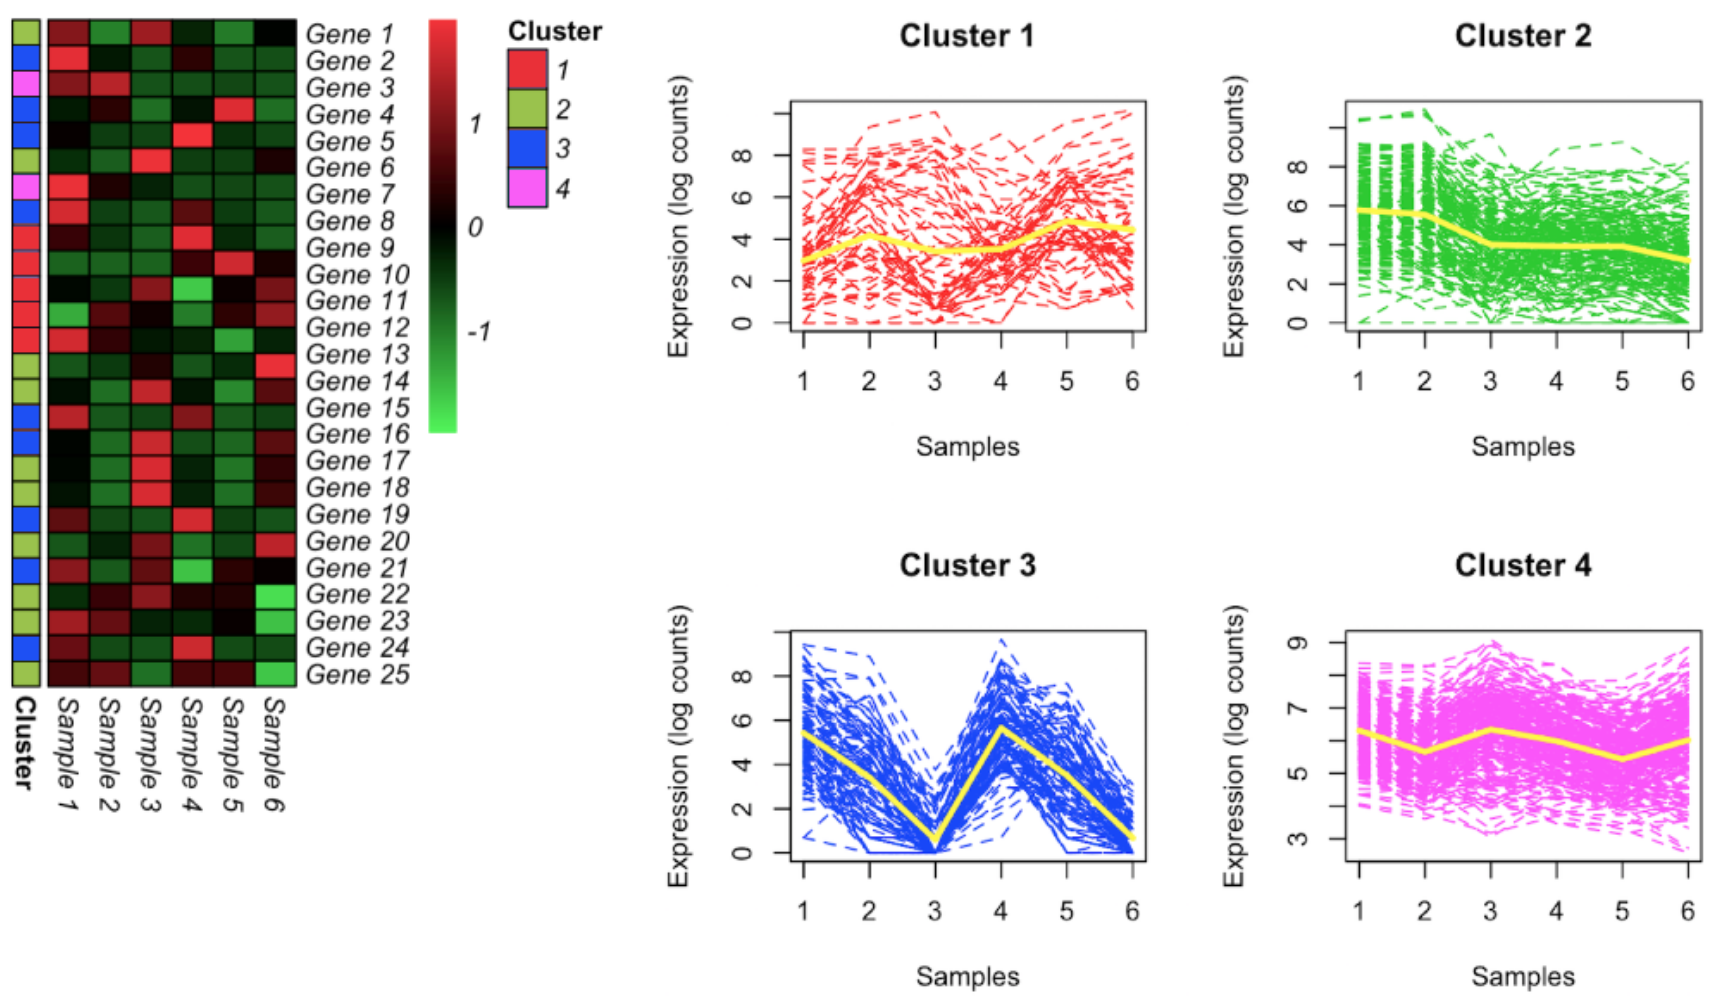 Gene 1
Gene 2
Gene 3
Gene 4
Gene 5
Gene 6
Gene 7
Gene 8
Gene 9
Gene 10
Gene 11
Gene 12
Gene 13
Gene 14
Gene 15
Gene 16
Gene 17
Gene 18
Gene 19
Gene 20
Gene 21
Gene 22
Gene 23
Gene 24
Gene 25
Cluster
Sample 1
Sample 2
Sample 3
Sample 4
Sample 5
Sample 6
1
0
-1
Cluster
1
2
3
4
Cluster 1
Expression (log counts)
8
6
4
2
0
1 2 3 4 5 6
Samples
Cluster 2
Expression (log counts)
8
6
4
2
0
1 2 3 4 5 6
Samples
Cluster 3
Expression (log counts)
8
6
4
2
0
1 2 3 4 5 6
Samples
Cluster 4
Expression (log counts)
9
7
5
3
1 2 3 4 5 6
Samples